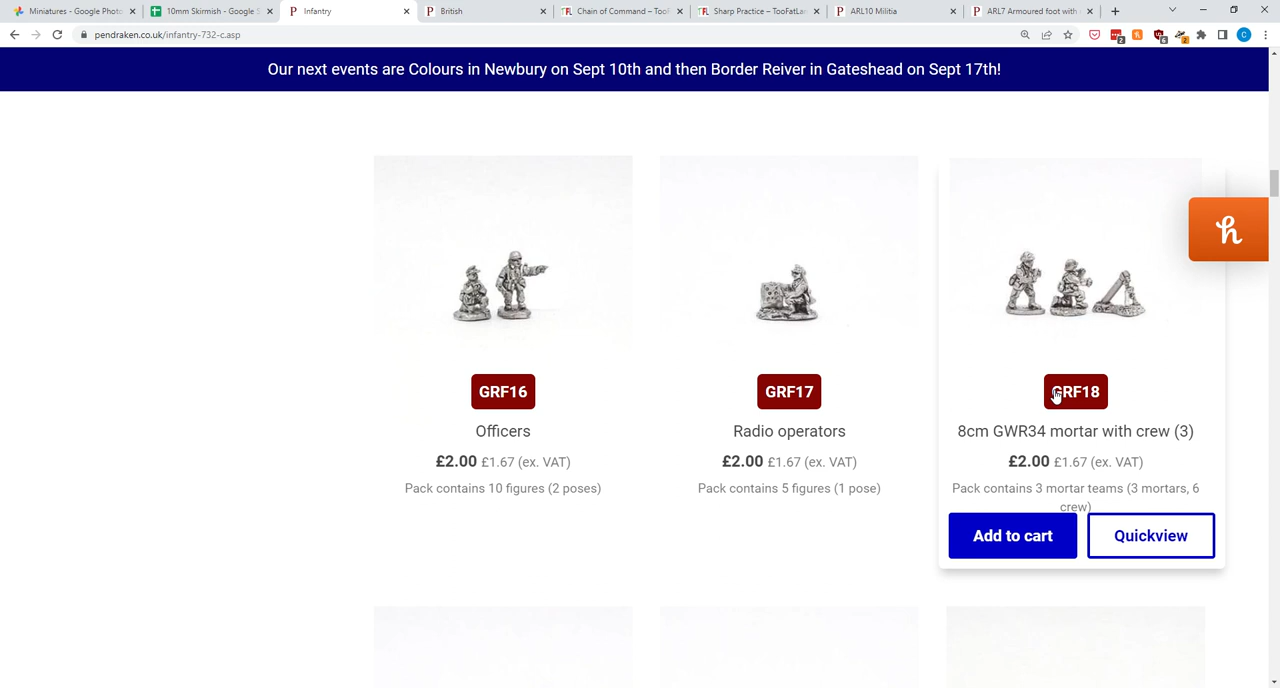 Miniatures - Google Photo
10mm Skirmish - Google S
Infantry
British
Chain of Command – TooF
Sharp Practice – TooFatLar
ARL10 Militia
ARL7 Armoured foot with
pendraken.co.uk/infantry-732-c.asp
Our next events are Colours in Newbury on Sept 10th and then Border Reiver in Gateshead on Sept 17th!
GRF16
Officers
£2.00 £1.67 (ex. VAT)
Pack contains 10 figures (2 poses)
GRF17
Radio operators
£2.00 £1.67 (ex. VAT)
Pack contains 5 figures (1 pose)
GRF18
8cm GWR34 mortar with crew (3)
£2.00 £1.67 (ex. VAT)
Pack contains 3 mortar teams (3 mortars, 6
crew)
Add to cart
Quickview